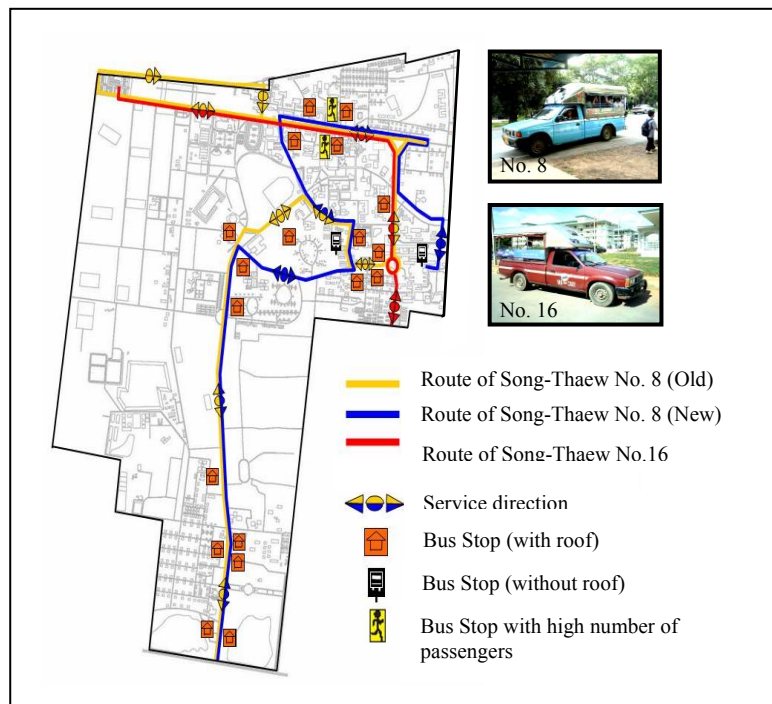 No. 8
No. 16
Route of Song-Thaew No. 8 (Old)
Route of Song-Thaew No. 8 (New)
Route of Song-Thaew No.16
Service direction
Bus Stop (with roof)
Bus Stop (without roof)
Bus Stop with high number of
passengers